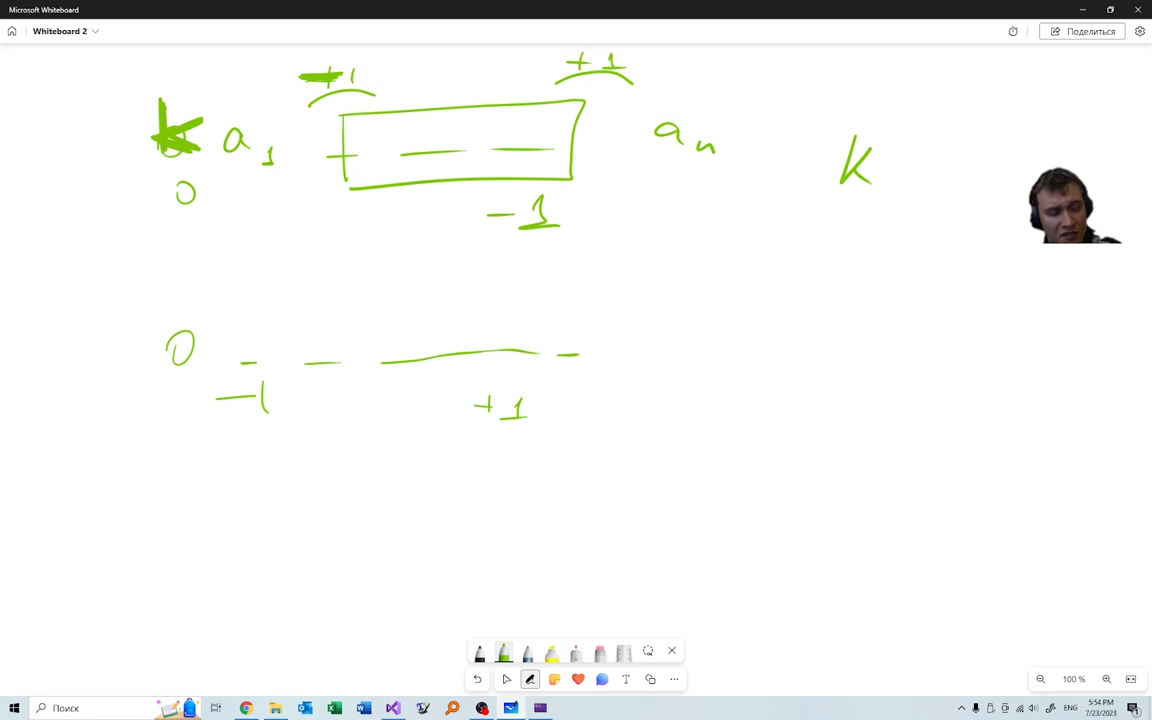 Microsoft Whiteboard
Whiteboard 2
Поделиться
+1
+1
a1
an
k
0
-1
0
-1
+1
100 %
Поиск
ENG
5:54 PM
7/23/2023